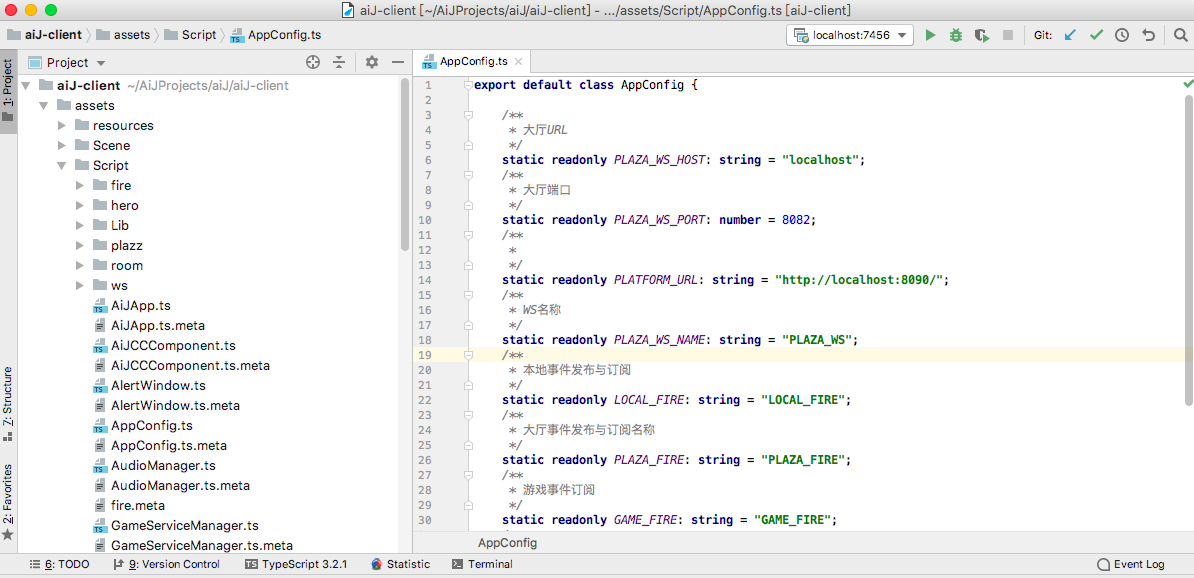 aiJ-client [~/AiJProjects/aiJ/aiJ-client] - .../assets/Script/AppConfig.ts [aiJ-client]
aiJ-client assets Script AppConfig.ts localhost:7456 Git:
1: Project
Project
AppConfig.ts
aiJ-client ~/AiJProjects/aiJ/aiJ-client
assets
resources
Scene
Script
fire
hero
Lib
plazz
room
ws
AiJApp.ts
AiJApp.ts.meta
AiJCCComponent.ts
AiJCCComponent.ts.meta
AlertWindow.ts
AlertWindow.ts.meta
AppConfig.ts
AppConfig.ts.meta
AudioManager.ts
AudioManager.ts.meta
fire.meta
GameServiceManager.ts
GameServiceManager.ts.meta
7: Structure
2: Favorites
1 export default class AppConfig {
2
3 /**
4 * 大厅URL
5 */
6 static readonly PLAZA_WS_HOST: string = "localhost";
7 /**
8 * 大厅端口
9 */
10 static readonly PLAZA_WS_PORT: number = 8082;
11 /**
12 *
13 */
14 static readonly PLATFORM_URL: string = "http://localhost:8090/";
15 /**
16 * WS名称
17 */
18 static readonly PLAZA_WS_NAME: string = "PLAZA_WS";
19 /**
20 * 本地事件发布与订阅
21 */
22 static readonly LOCAL_FIRE: string = "LOCAL_FIRE";
23 /**
24 * 大厅事件发布与订阅名称
25 */
26 static readonly PLAZA_FIRE: string = "PLAZA_FIRE";
27 /**
28 * 游戏事件订阅
29 */
30 static readonly GAME_FIRE: string = "GAME_FIRE";
AppConfig
6: TODO 9: Version Control TypeScript 3.2.1 Statistic Terminal Event Log